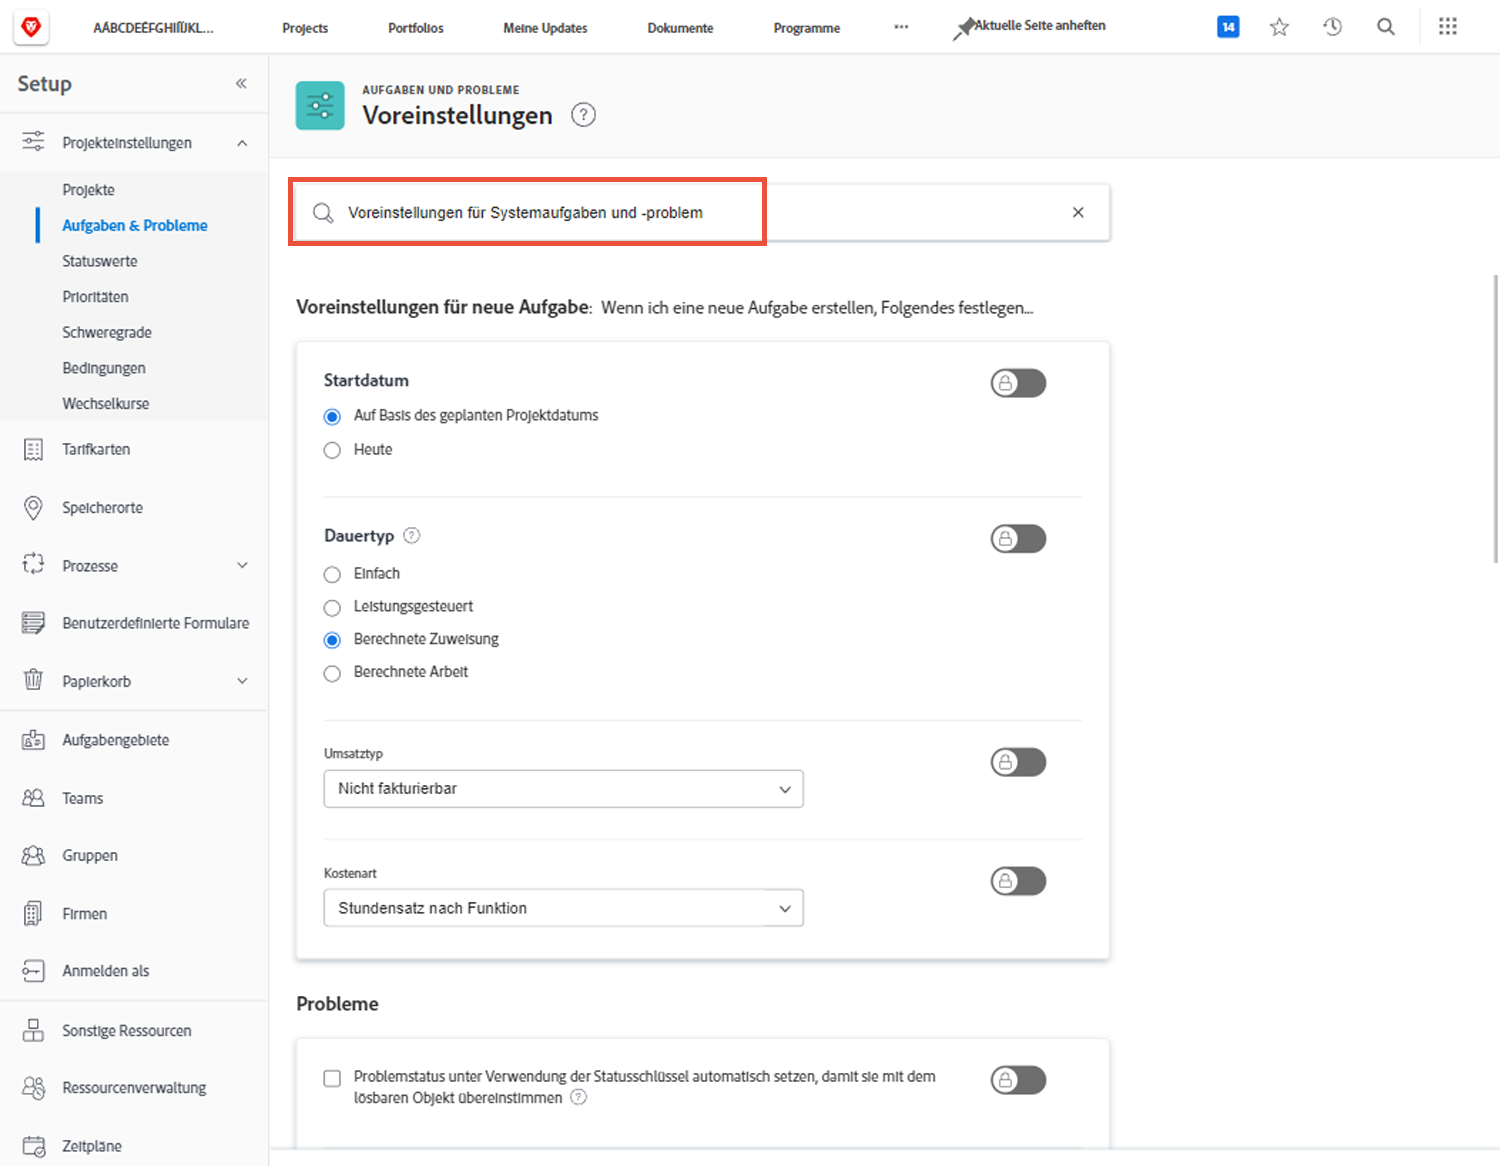 AÁBCDEÉFGHIÍÏJKL...
Projects
Portfolios
Meine Updates
Dokumente
Programme
Aktuelle Seite anheften
14
Setup
Projekteinstellungen
Projekte
Aufgaben & Probleme
Statuswerte
Prioritäten
Schweregrade
Bedingungen
Wechselkurse
Tarifkarten
Speicherorte
Prozesse
Benutzerdefinierte Formulare
Papierkorb
Aufgabengebiete
Teams
Gruppen
Firmen
Anmelden als
Sonstige Ressourcen
Ressourcenverwaltung
Zeitpläne
AUFGABEN UND PROBLEME
Voreinstellungen ?
Voreinstellungen für Systemaufgaben und -problem
Voreinstellungen für neue Aufgabe: Wenn ich eine neue Aufgabe erstellen, Folgendes festlegen...
Startdatum
Auf Basis des geplanten Projektdatums
Heute
Dauertyp ?
Einfach
Leistungsgesteuert
Berechnete Zuweisung
Berechnete Arbeit
Umsatztyp
Nicht fakturierbar
Kostenart
Stundensatz nach Funktion
Probleme
Problemstatus unter Verwendung der Statusschlüssel automatisch setzen, damit sie mit dem
lösbaren Objekt übereinstimmen ?